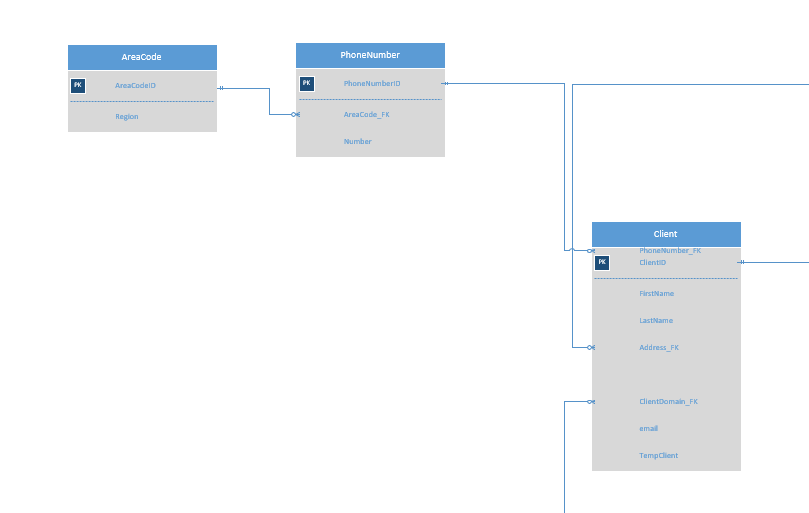 AreaCode
PK
AreaCodeID
Region
PhoneNumber
PK
PhoneNumberID
AreaCode_FK
Number
Client
PhoneNumber_FK
PK
ClientID
FirstName
LastName
Address_FK
ClientDomain_FK
email
TempClient